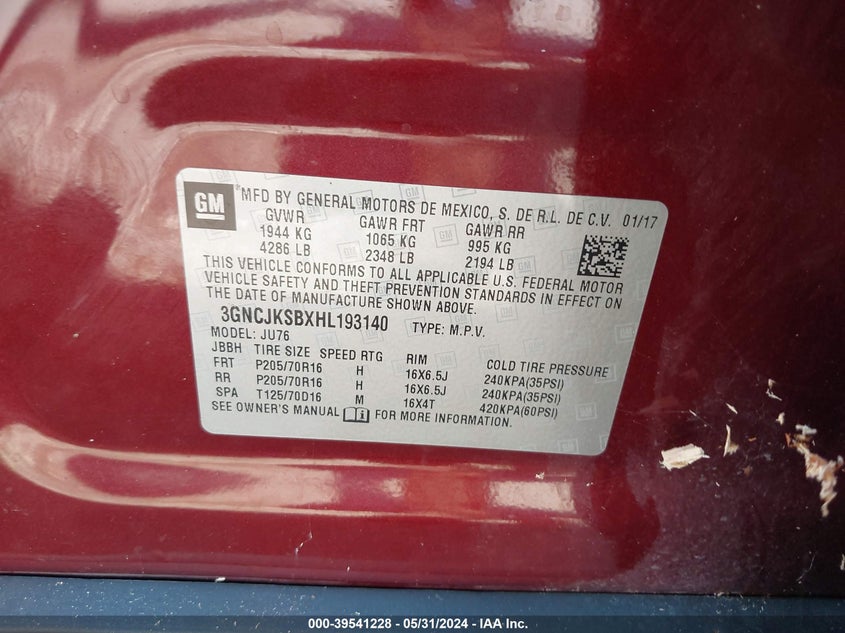 GM
*MFD BY GENERAL MOTORS DE MEXICO, S. DE R.L. DE C.V. 01/17
GVWR GAWR FRT GAWR RR
1944 KG 1065 KG 995 KG
4286 LB 2348 LB 2194 LB
THIS VEHICLE CONFORMS TO ALL APPLICABLE U.S. FEDERAL MOTOR
VEHICLE SAFETY AND THEFT PREVENTION STANDARDS IN EFFECT ON
THE DATE OF MANUFACTURE SHOWN ABOVE.
3GNCJKSBXHL193140 TYPE: M.P.V.
MODEL: JU76
JBBH TIRE SIZE SPEED RTG RIM COLD TIRE PRESSURE
FRT P205/70R16 H 16X6.5J 240KPA(35PSI)
RR P205/70R16 H 16X6.5J 240KPA(35PSI)
SPA T125/70D16 M 16X4T 420KPA(60PSI)
SEE OWNER'S MANUAL i FOR MORE INFORMATION.
000-39541228 - 05/31/2024 - IAA Inc.